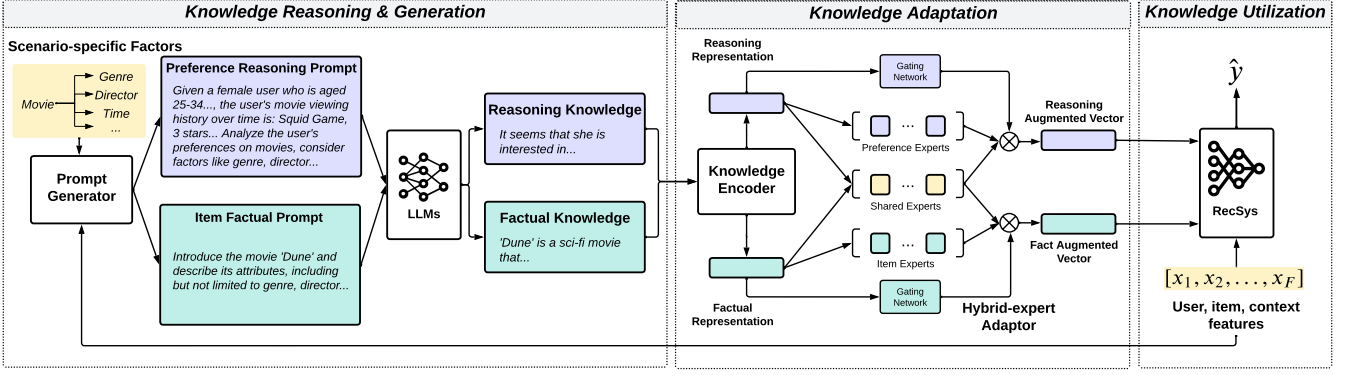 Knowledge Reasoning & Generation
Scenario-specific Factors
Movie
Genre
Director
Time
...
Prompt
Generator
Preference Reasoning Prompt
Given a female user who is aged
25-34..., the user's movie viewing
history over time is: Squid Game,
3 stars... Analyze the user's
preferences on movies, consider
factors like genre, director...
Item Factual Prompt
Introduce the movie 'Dune' and
describe its attributes, including
but not limited to genre, director...
LLMs
Reasoning Knowledge
It seems that she is
interested in...
Factual Knowledge
'Dune' is a sci-fi movie
that...
Knowledge Adaptation
Reasoning
Representation
Knowledge
Encoder
Factual
Representation
Gating
Network
[ ... ]
Preference Experts
[ ... ]
Shared Experts
[ ... ]
Item Experts
Gating
Network
Hybrid-expert
Adaptor
Reasoning
Augmented Vector
Fact Augmented
Vector
Knowledge Utilization
ŷ
RecSys
[x₁, x₂, . . . , x_F]
User, item, context
features